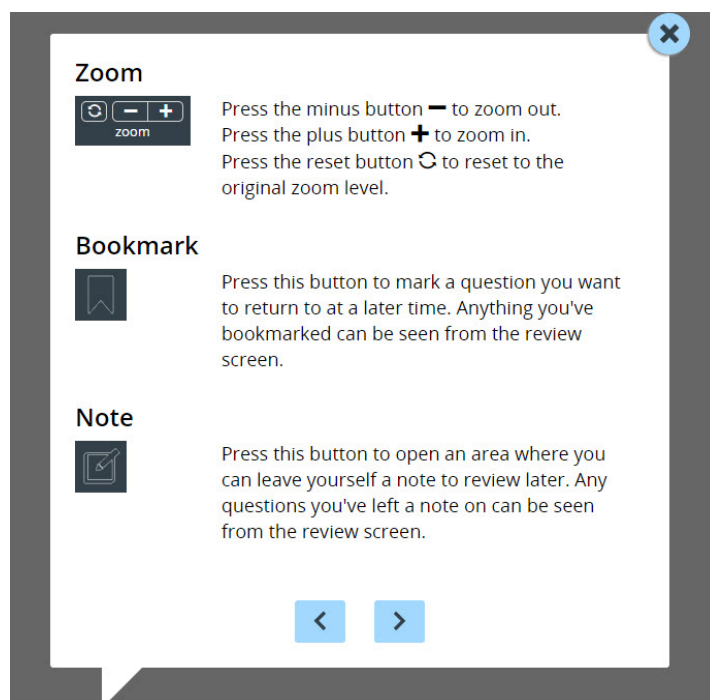 Zoom
zoom
Press the minus button − to zoom out.
Press the plus button + to zoom in.
Press the reset button to reset to the
original zoom level.
Bookmark
Press this button to mark a question you want
to return to at a later time. Anything you've
bookmarked can be seen from the review
screen.
Note
Press this button to open an area where you
can leave yourself a note to review later. Any
questions you've left a note on can be seen
from the review screen.